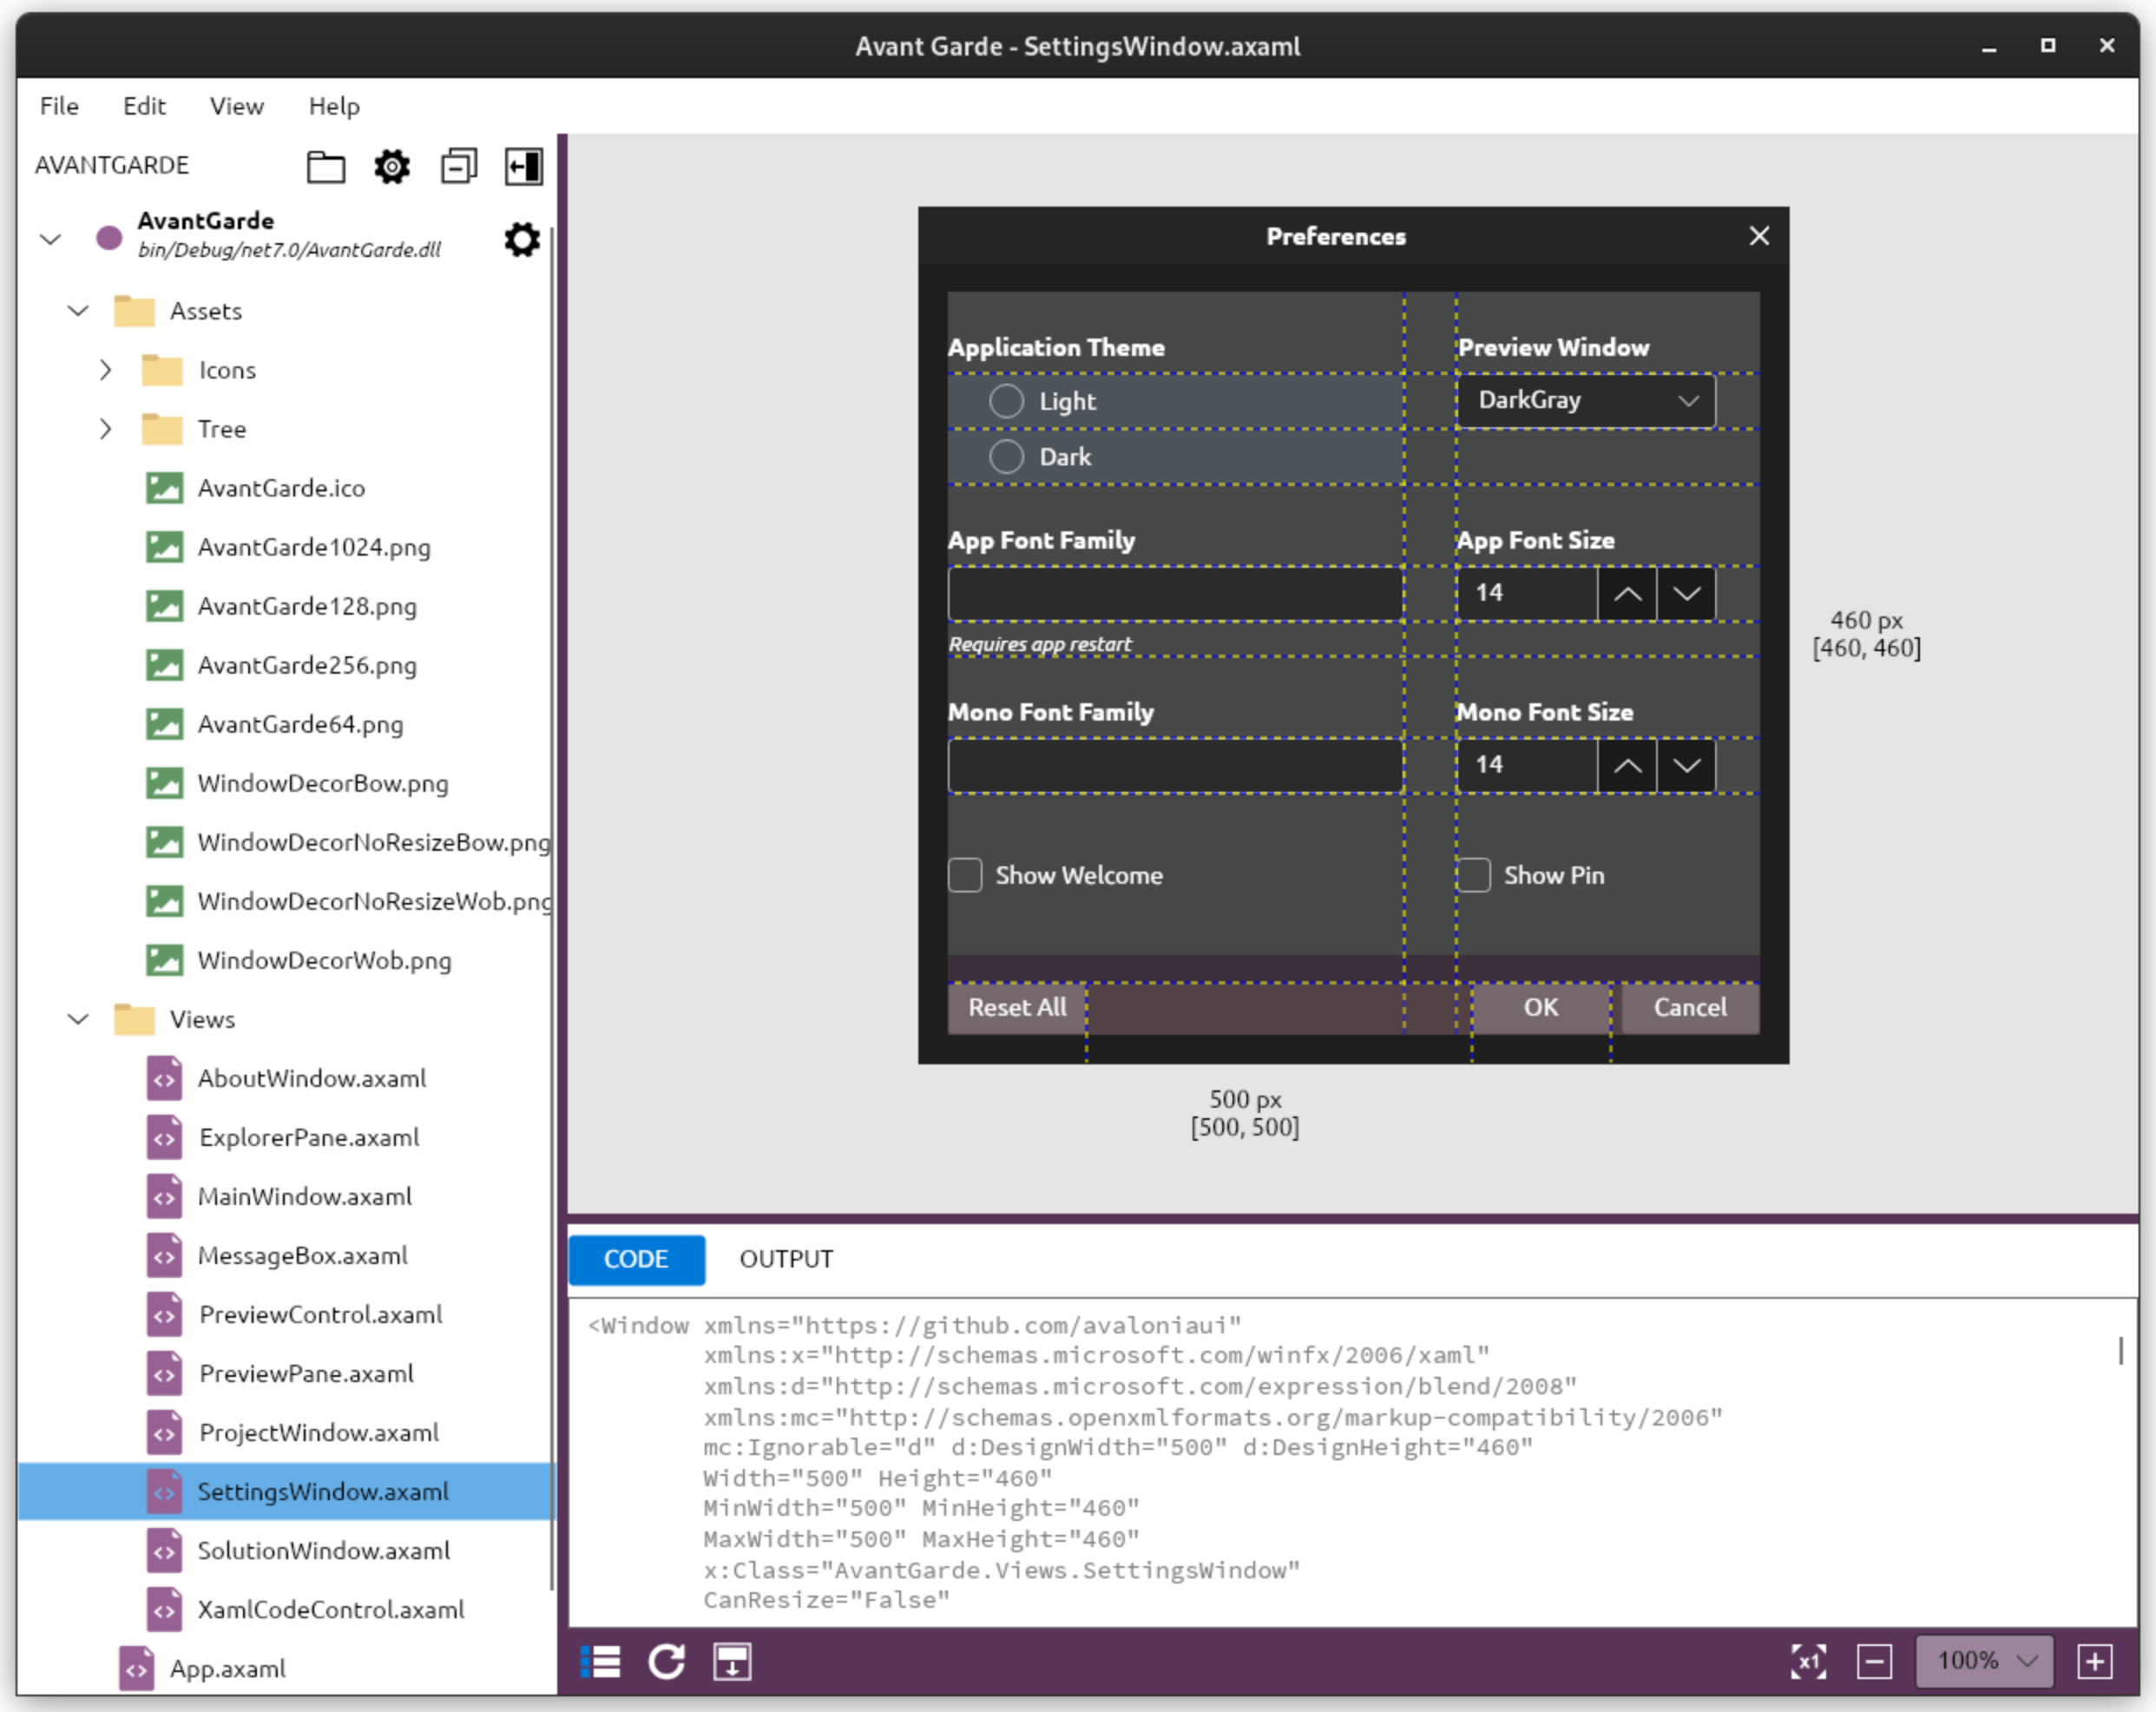 Avant Garde - SettingsWindow.axaml
File Edit View Help
AVANTGARDE
AvantGarde
bin/Debug/net7.0/AvantGarde.dll
Assets
Icons
Tree
AvantGarde.ico
AvantGarde1024.png
AvantGarde128.png
AvantGarde256.png
AvantGarde64.png
WindowDecorBow.png
WindowDecorNoResizeBow.png
WindowDecorNoResizeWob.png
WindowDecorWob.png
Views
AboutWindow.axaml
ExplorerPane.axaml
MainWindow.axaml
MessageBox.axaml
PreviewControl.axaml
PreviewPane.axaml
ProjectWindow.axaml
SettingsWindow.axaml
SolutionWindow.axaml
XamlCodeControl.axaml
App.axaml
Preferences
Application Theme Preview Window
Light DarkGray
Dark
App Font Family App Font Size
14
Requires app restart
Mono Font Family Mono Font Size
14
Show Welcome Show Pin
Reset All OK Cancel
460 px
[460, 460]
500 px
[500, 500]
CODE OUTPUT
<Window xmlns="https://github.com/avaloniaui"
xmlns:x="http://schemas.microsoft.com/winfx/2006/xaml"
xmlns:d="http://schemas.microsoft.com/expression/blend/2008"
xmlns:mc="http://schemas.openxmlformats.org/markup-compatibility/2006"
mc:Ignorable="d" d:DesignWidth="500" d:DesignHeight="460"
Width="500" Height="460"
MinWidth="500" MinHeight="460"
MaxWidth="500" MaxHeight="460"
x:Class="AvantGarde.Views.SettingsWindow"
CanResize="False"
x1 100%